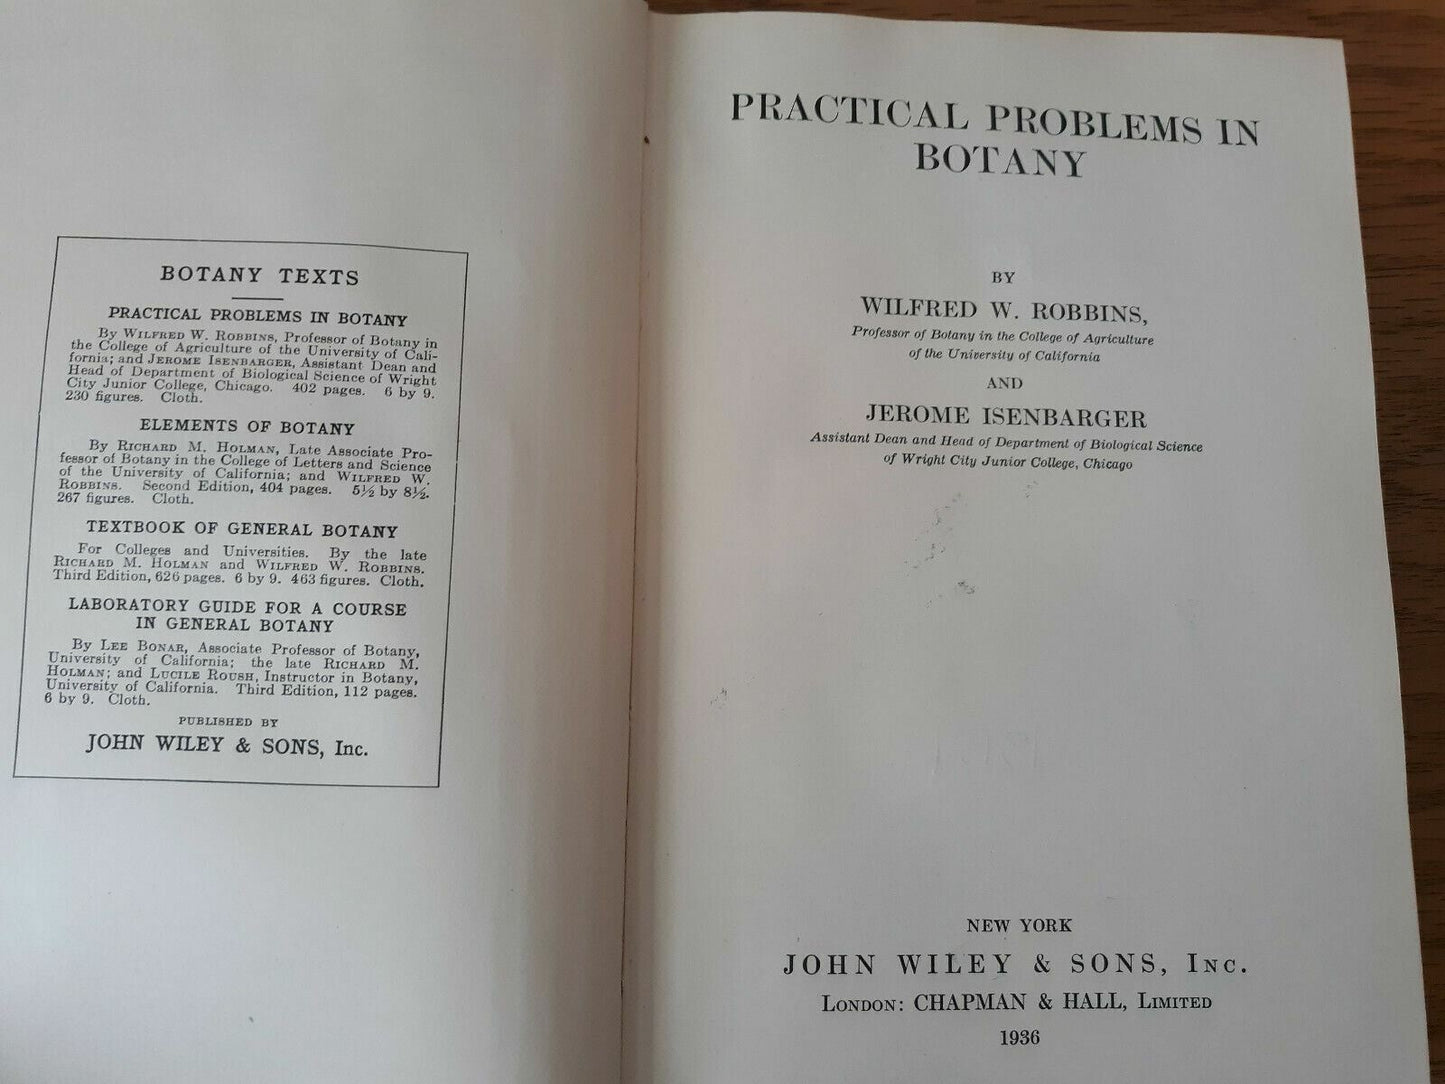 BOTANY TEXTS
PRACTICAL PROBLEMS IN BOTANY
By Wilfred W. Robbins, Professor of Botany in
the College of Agriculture of the University of Cali-
fornia; and Jerome Isenbarger, Assistant Dean and
Head of Department of Biological Science of Wright
City Junior College, Chicago. 402 pages. 6 by 9.
230 figures. Cloth.
ELEMENTS OF BOTANY
By Richard M. Holman, Late Associate Pro-
fessor of Botany in the College of Letters and Science
of the University of California; and Wilfred W.
Robbins. Second Edition, 404 pages. 5½ by 8½.
267 figures. Cloth.
TEXTBOOK OF GENERAL BOTANY
For Colleges and Universities. By the late
Richard M. Holman and Wilfred W. Robbins.
Third Edition, 626 pages. 6 by 9. 463 figures. Cloth.
LABORATORY GUIDE FOR A COURSE
IN GENERAL BOTANY
By Lee Bonar, Associate Professor of Botany,
University of California; the late Richard M.
Holman; and Lucile Roush, Instructor in Botany,
University of California. Third Edition, 112 pages.
6 by 9. Cloth.
PUBLISHED BY
JOHN WILEY & SONS, Inc.
PRACTICAL PROBLEMS IN
BOTANY
BY
WILFRED W. ROBBINS,
Professor of Botany in the College of Agriculture
of the University of California
AND
JEROME ISENBARGER
Assistant Dean and Head of Department of Biological Science
of Wright City Junior College, Chicago
NEW YORK
JOHN WILEY & SONS, Inc.
London: CHAPMAN & HALL, Limited
1936